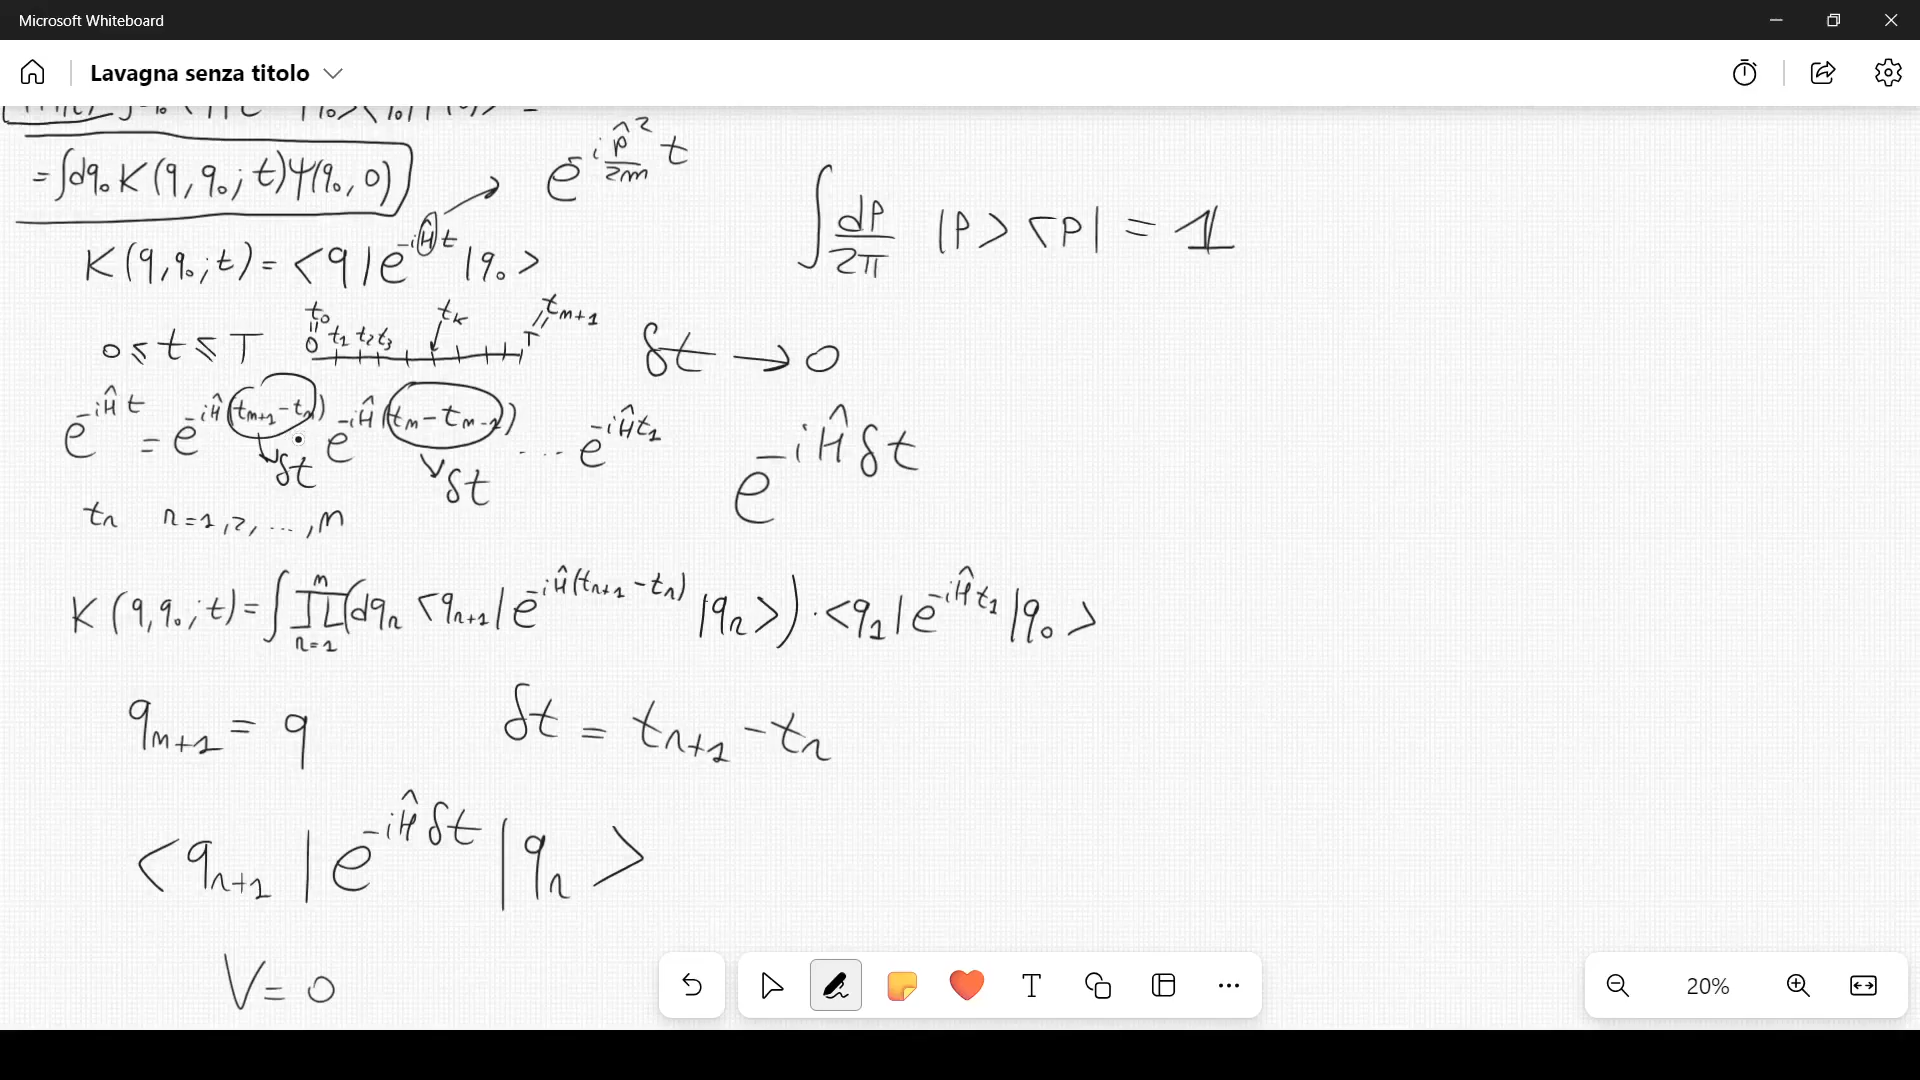 Microsoft Whiteboard
Lavagna senza titolo
= ∫dq₀ K(q, q₀; t)Ψ(q₀, 0)
e^{-i p̂²/2m t}
∫ dp/2π |p> <p| = 𝟙
K(q, q₀; t) = <q|e^{-iĤt}|q₀>
0 ≤ t ≤ T
t₀ = 0 t₁ t₂ t₃ t_K T = t_{m+1}
δt → 0
e^{-iĤt} = e^{-iĤ(t_{m+1} - t_n)} e^{-iĤ(t_m - t_{m-1})} ... e^{-iĤt₁}
δt δt
e^{-iĤδt}
t_n n = 1, 2, ..., m
K(q, q₀; t) = ∫ ∏_{n=1}^{m} (dq_n <q_{n+1}|e^{-iĤ(t_{n+1} - t_n)}|q_n>) · <q₁|e^{-iĤt₁}|q₀>
q_{m+1} = q δt = t_{n+1} - t_n
<q_{n+1}|e^{-iĤδt}|q_n>
V = 0
20%